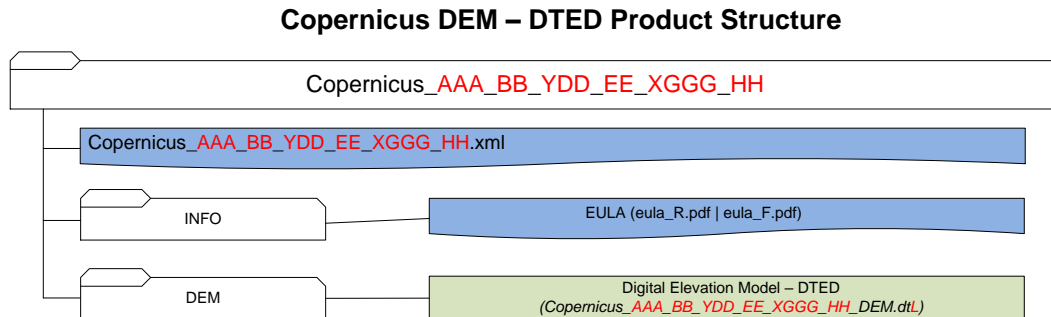 Copernicus DEM – DTED Product Structure
Copernicus_AAA_BB_YDD_EE_XGGG_HH
Copernicus_AAA_BB_YDD_EE_XGGG_HH.xml
INFO
EULA (eula_R.pdf | eula_F.pdf)
DEM
Digital Elevation Model – DTED
(Copernicus_AAA_BB_YDD_EE_XGGG_HH_DEM.dtL)